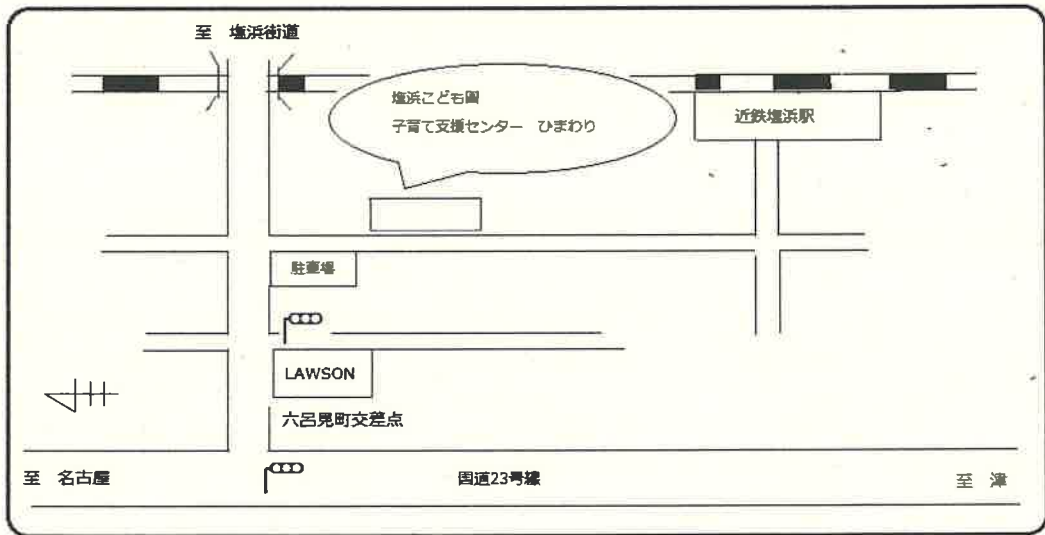 至 塩浜街道
塩浜こども園
子育て支援センター ひまわり
近鉄塩浜駅
駐車場
LAWSON
六呂見町交差点
至 名古屋
国道23号線
至 津